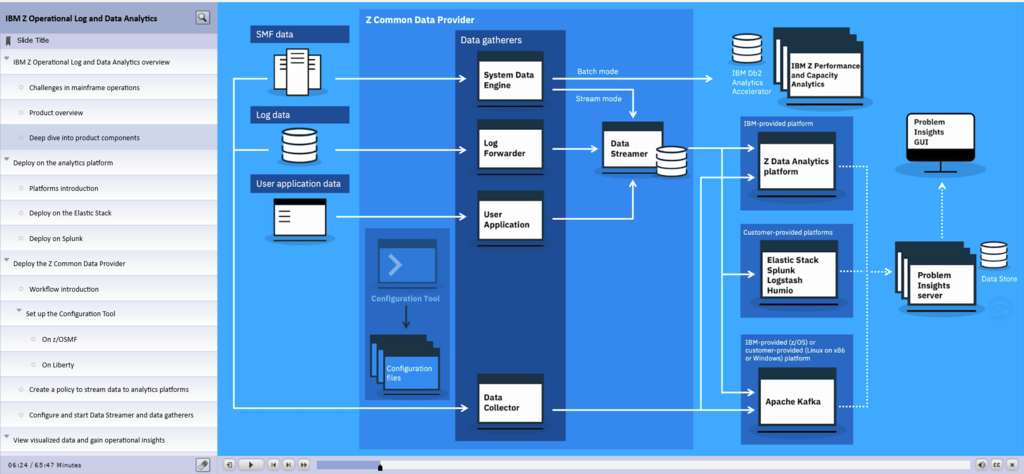 IBM Z Operational Log and Data Analytics
Slide Title
IBM Z Operational Log and Data Analytics overview
Challenges in mainframe operations
Product overview
Deep dive into product components
Deploy on the analytics platform
Platforms introduction
Deploy on the Elastic Stack
Deploy on Splunk
Deploy the Z Common Data Provider
Workflow introduction
Set up the Configuration Tool
On z/OSMF
On Liberty
Create a policy to stream data to analytics platforms
Configure and start Data Streamer and data gatherers
View visualized data and gain operational insights
06:24 / 63:47 Minutes
Z Common Data Provider
SMF data
Log data
User application data
Data gatherers
System Data
Engine
Log
Forwarder
User
Application
Configuration Tool
Configuration
files
Data
Collector
Batch mode
Stream mode
Data
Streamer
IBM Db2
Analytics
Accelerator
IBM Z Performance
and Capacity
Analytics
IBM-provided platform
Z Data Analytics
platform
Customer-provided platforms
Elastic Stack
Splunk
Logstash
Humio
IBM-provided (z/OS) or
customer-provided (Linux on x86
or Windows) platform
Apache Kafka
Problem
Insights
GUI
Problem
Insights
server
Data Store
CC